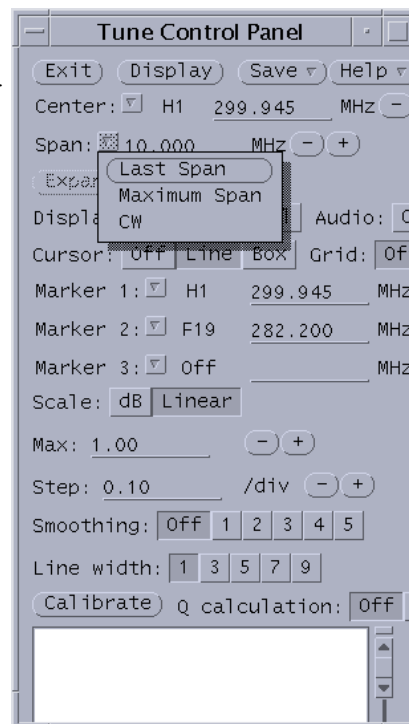 Tune Control Panel
Exit Display Save Help
Center: H1 299.945 MHz -
Span: 10.000 MHz - +
Last Span
Maximum Span
CW
Audio:
Cursor: Off Line Box Grid: Of
Marker 1: H1 299.945 MHz
Marker 2: F19 282.200 MHz
Marker 3: Off MHz
Scale: dB Linear
Max: 1.00 - +
Step: 0.10 /div - +
Smoothing: Off 1 2 3 4 5
Line width: 1 3 5 7 9
Calibrate Q calculation: Off